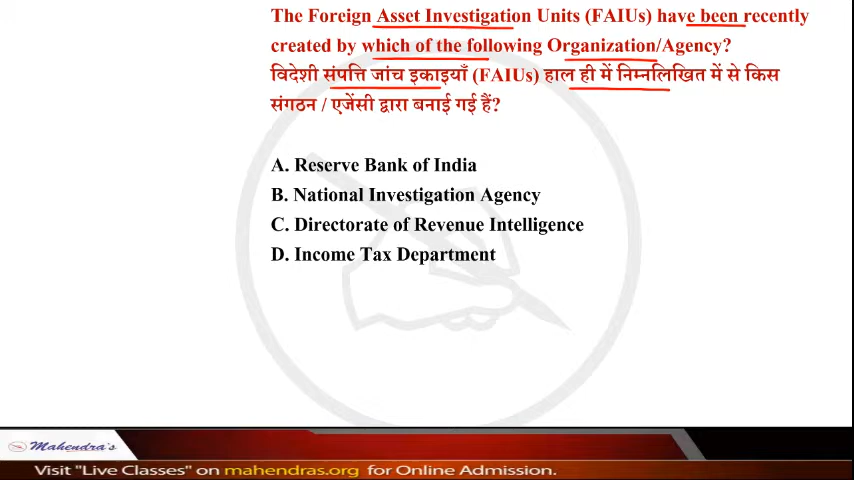 The Foreign Asset Investigation Units (FAIUs) have been recently
created by which of the following Organization/Agency?
विदेशी संपत्ति जांच इकाइयाँ (FAIUs) हाल ही में निम्नलिखित में से किस
संगठन / एजेंसी द्वारा बनाई गई हैं?
A. Reserve Bank of India
B. National Investigation Agency
C. Directorate of Revenue Intelligence
D. Income Tax Department
Mahendra's
Visit "Live Classes" on mahendras.org for Online Admission.